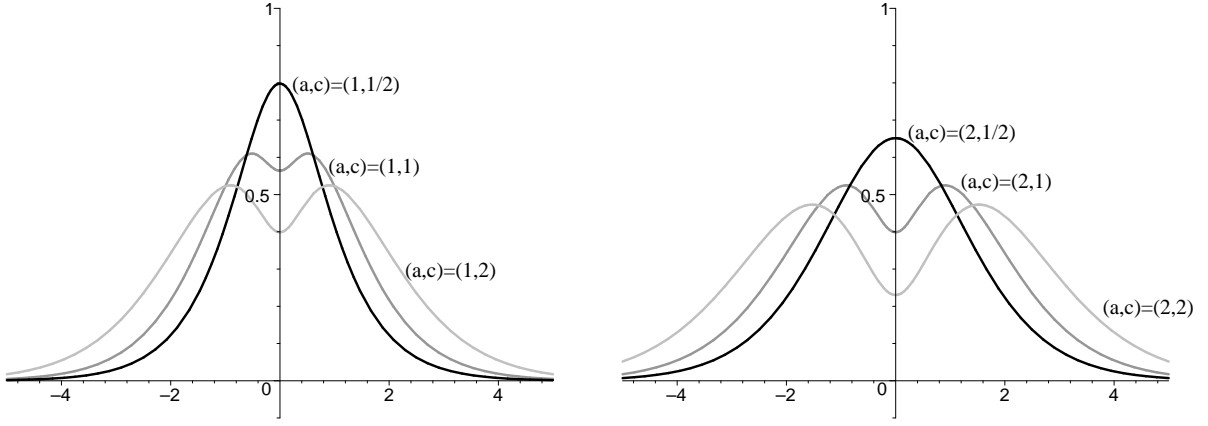 1
(a,c)=(1,1/2)
(a,c)=(1,1)
0.5
(a,c)=(1,2)
0
–4
–2
2
4
1
(a,c)=(2,1/2)
(a,c)=(2,1)
0.5
(a,c)=(2,2)
0
–4
–2
2
4